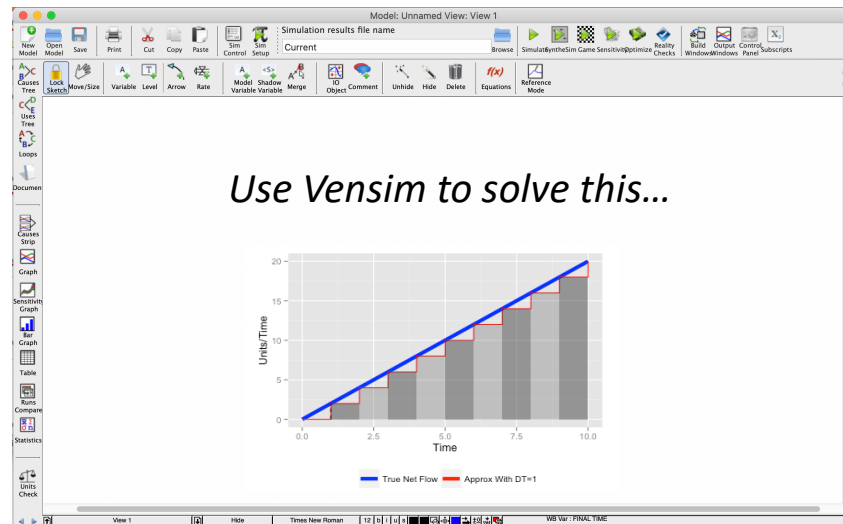 Model: Unnamed View: View 1
New Model
Open Model
Save
Print
Cut
Copy
Paste
Sim Control
Sim Setup
Simulation results file name
Current
Browse
Simulate
SyntheSim
Game
Sensitivity
Optimize
Reality Checks
Build Windows
Output Windows
Control Panel
Subscripts
Causes Tree
Lock Sketch
Move/Size
Variable
Level
Arrow
Rate
Model Variable
Shadow Variable
Merge
IO Object
Comment
Unhide
Hide
Delete
f(x)
Equations
Reference Mode
Uses Tree
Loops
Documen
Causes Strip
Graph
Sensitivity Graph
Bar Graph
Table
Runs Compare
Statistics
Units Check
Use Vensim to solve this...
20
15
10
5
0
Units/Time
0.0 2.5 5.0 7.5 10.0
Time
True Net Flow Approx With DT=1
View 1 Hide Times New Roman 12 b i u s WB Var : FINAL TIME